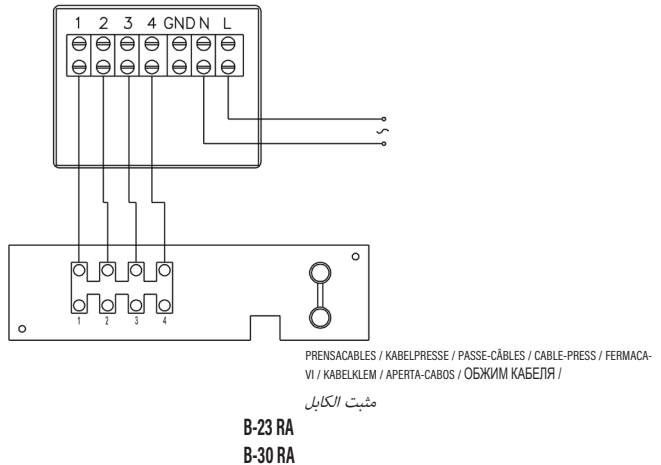 1 2 3 4 GND N L
1 2 3 4
PRENSACABLES / KABELPRESSE / PASSE-CÂBLES / CABLE-PRESS / FERMACA-
VI / KABELKLEM / APERTA-CABOS / ОБЖИМ КАБЕЛЯ /
مثبت الكابل
B-23 RA
B-30 RA